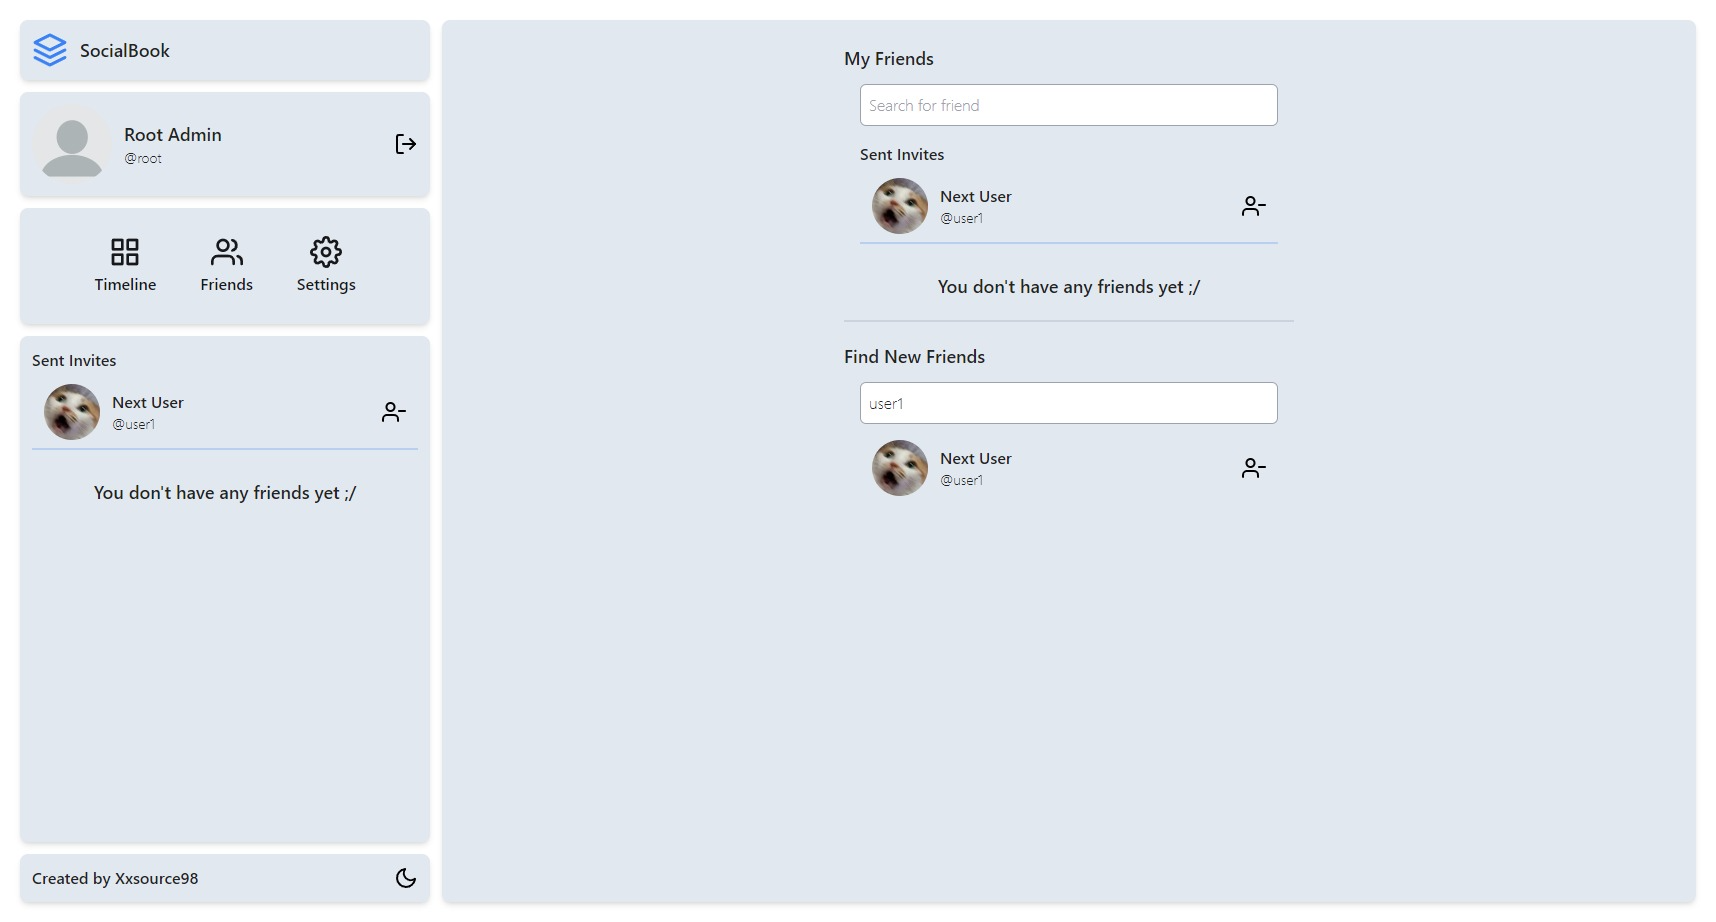 SocialBook
Root Admin
@root
Timeline
Friends
Settings
Sent Invites
Next User
@user1
You don't have any friends yet ;/
Created by Xxsource98
My Friends
Search for friend
Sent Invites
Next User
@user1
You don't have any friends yet ;/
Find New Friends
user1
Next User
@user1